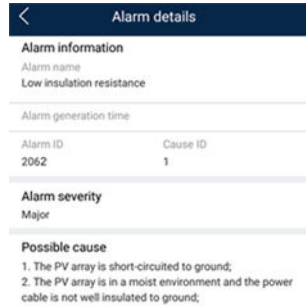 Alarm details
Alarm information
Alarm name
Low insulation resistance
Alarm generation time
Alarm ID Cause ID
2062 1
Alarm severity
Major
Possible cause
1. The PV array is short-circuited to ground;
2. The PV array is in a moist environment and the power
cable is not well insulated to ground;